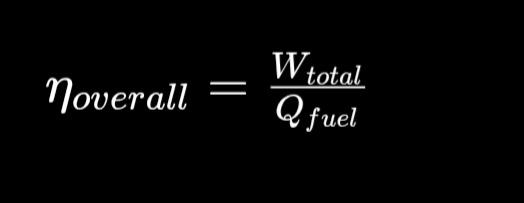 η_overall = W_total / Q_fuel